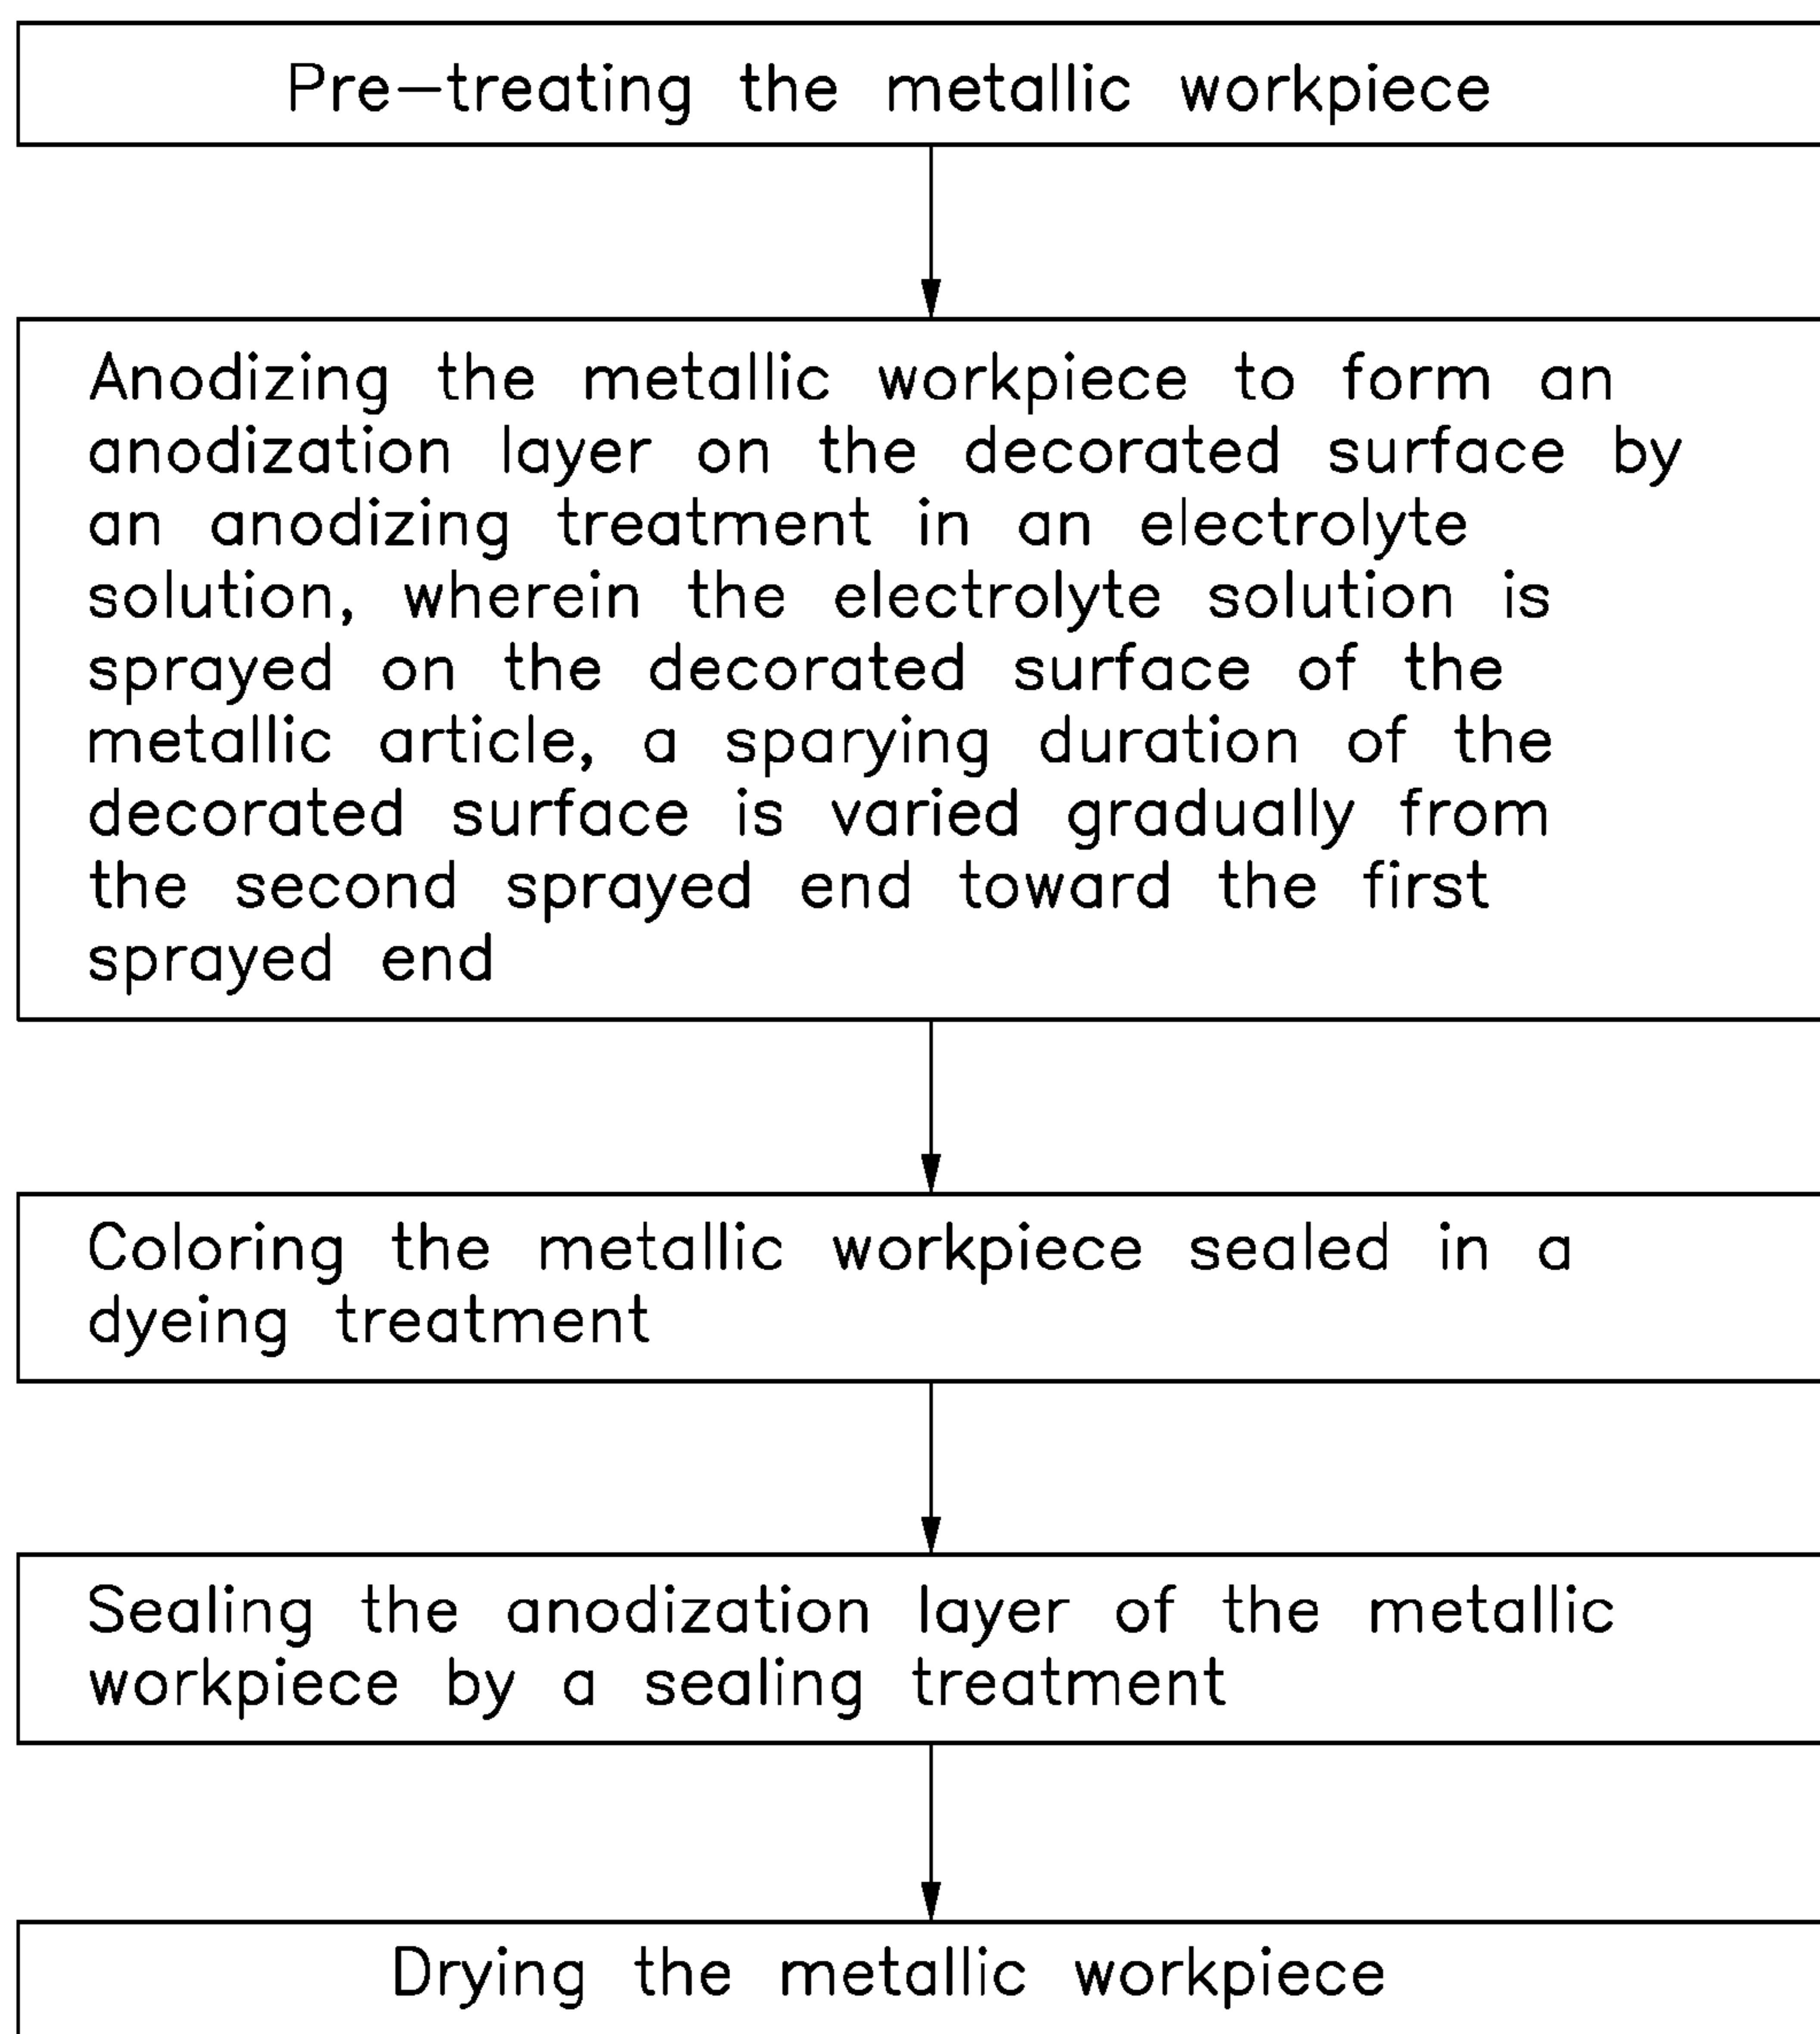 Pre-treating the metallic workpiece
Anodizing the metallic workpiece to form an
anodization layer on the decorated surface by
an anodizing treatment in an electrolyte
solution, wherein the electrolyte solution is
sprayed on the decorated surface of the
metallic article, a sparying duration of the
decorated surface is varied gradually from
the second sprayed end toward the first
sprayed end
Coloring the metallic workpiece sealed in a
dyeing treatment
Sealing the anodization layer of the metallic
workpiece by a sealing treatment
Drying the metallic workpiece